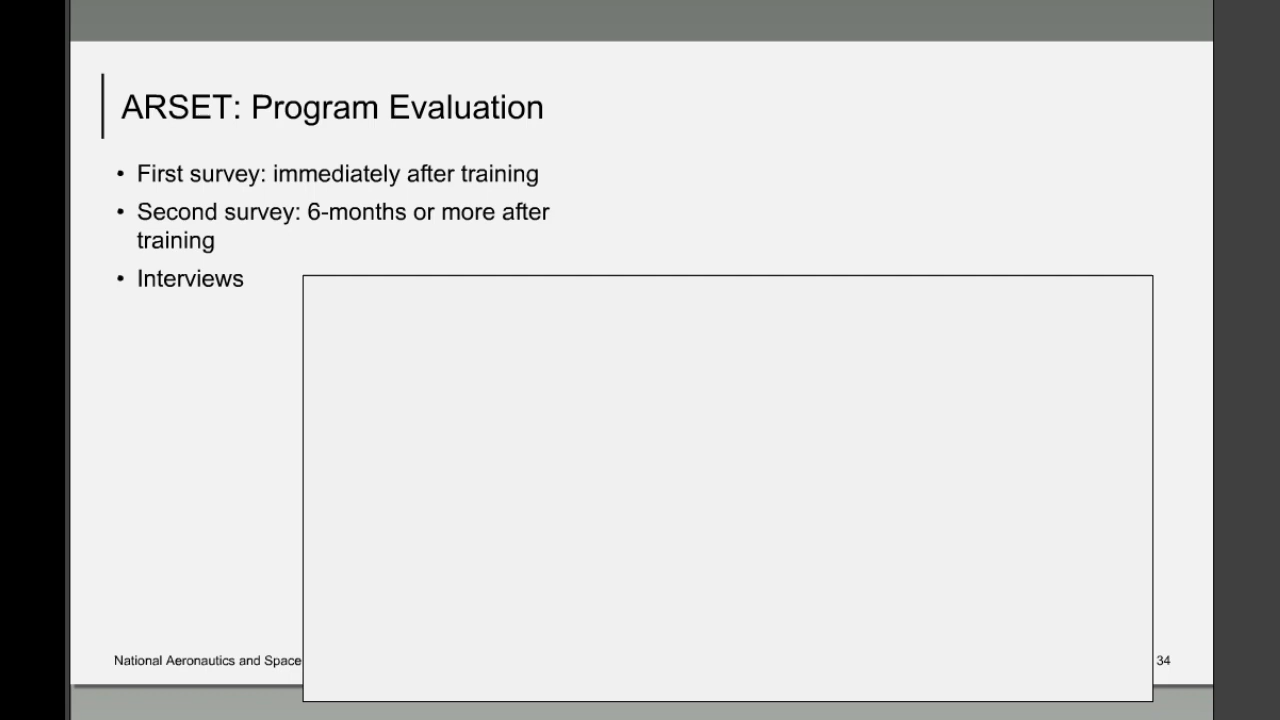 ARSET: Program Evaluation
• First survey: immediately after training
• Second survey: 6-months or more after
training
• Interviews
National Aeronautics and Space
34